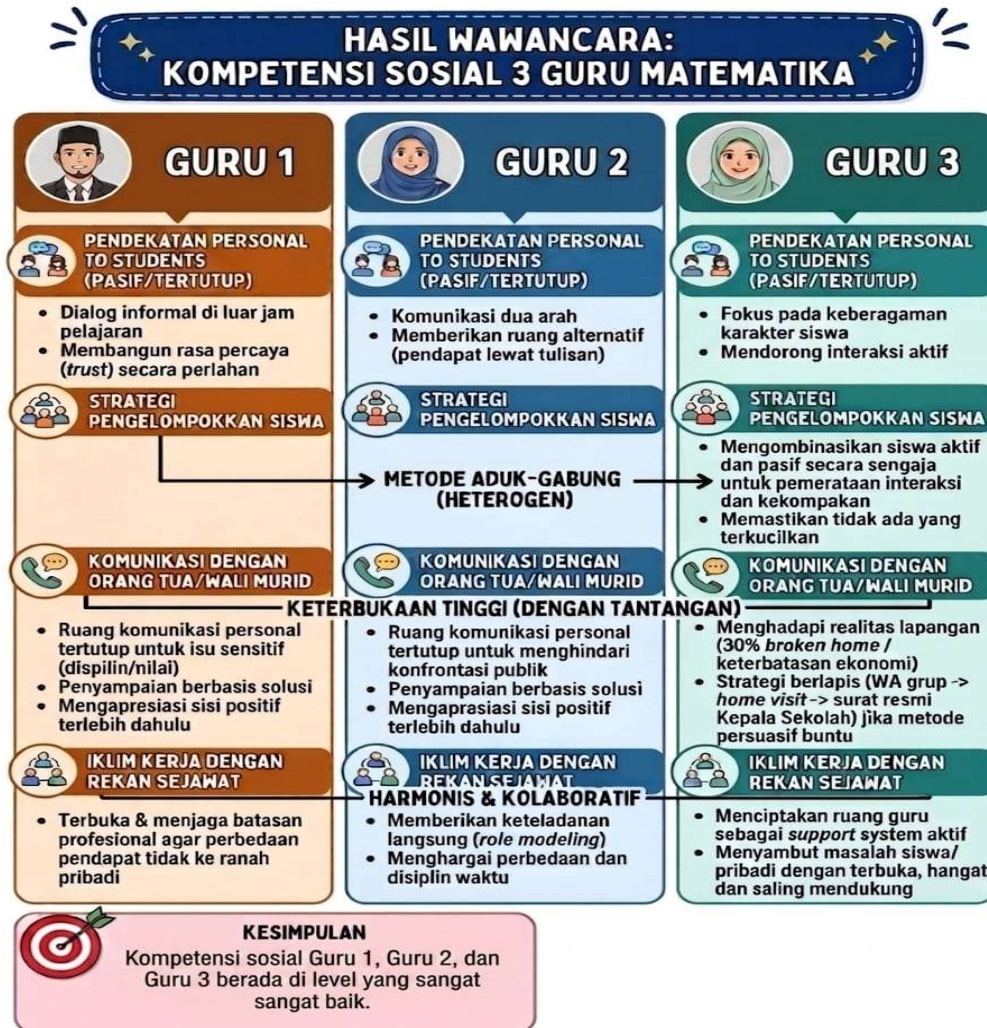 HASIL WAWANCARA:
KOMPETENSI SOSIAL 3 GURU MATEMATIKA
GURU 1
PENDEKATAN PERSONAL
TO STUDENTS
(PASIF/TERTUTUP)
• Dialog informal di luar jam
pelajaran
• Membangun rasa percaya
(trust) secara perlahan
STRATEGI
PENGELOMPOKKAN SISWA
GURU 2
PENDEKATAN PERSONAL
TO STUDENTS
(PASIF/TERTUTUP)
• Komunikasi dua arah
• Memberikan ruang alternatif
(pendapat lewat tulisan)
STRATEGI
PENGELOMPOKKAN SISWA
GURU 3
PENDEKATAN PERSONAL
TO STUDENTS
(PASIF/TERTUTUP)
• Fokus pada keberagaman
karakter siswa
• Mendorong interaksi aktif
STRATEGI
PENGELOMPOKKAN SISWA
METODE ADUK-GABUNG
(HETEROGEN)
• Mengombinasikan siswa aktif
dan pasif secara sengaja
untuk pemerataan interaksi
dan kekompakan
• Memastikan tidak ada yang
terkucilkan
KOMUNIKASI DENGAN
ORANG TUA/WALI MURID
KOMUNIKASI DENGAN
ORANG TUA/WALI MURID
KOMUNIKASI DENGAN
ORANG TUA/WALI MURID
KETERBUKAAN TINGGI (DENGAN TANTANGAN)
• Ruang komunikasi personal
tertutup untuk isu sensitif
(dispilin/nilai)
• Penyampaian berbasis solusi
• Mengapresiasi sisi positif
terlebih dahulu
• Ruang komunikasi personal
tertutup untuk menghindari
konfrontasi publik
• Penyampaian berbasis solusi
• Mengaprasiasi sisi positif
terlebih dahulu
• Menghadapi realitas lapangan
(30% broken home /
keterbatasan ekonomi)
• Strategi berlapis (WA grup ->
home visit -> surat resmi
Kepala Sekolah) jika metode
persuasif buntu
IKLIM KERJA DENGAN
REKAN SEJAWAT
IKLIM KERJA DENGAN
REKAN SEJAWAT
IKLIM KERJA DENGAN
REKAN SEJAWAT
HARMONIS & KOLABORATIF
• Terbuka & menjaga batasan
profesional agar perbedaan
pendapat tidak ke ranah
pribadi
• Memberikan keteladanan
langsung (role modeling)
• Menghargai perbedaan dan
disiplin waktu
• Menciptakan ruang guru
sebagai support system aktif
• Menyambut masalah siswa/
pribadi dengan terbuka, hangat
dan saling mendukung
KESIMPULAN
Kompetensi sosial Guru 1, Guru 2, dan
Guru 3 berada di level yang sangat
sangat baik.